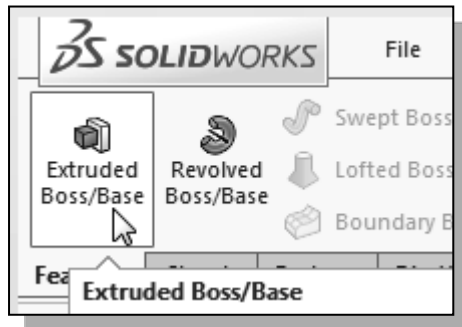 SOLIDWORKS
File
Extruded
Boss/Base
Revolved
Boss/Base
Swept Boss
Lofted Boss
Boundary B
Fea
Extruded Boss/Base